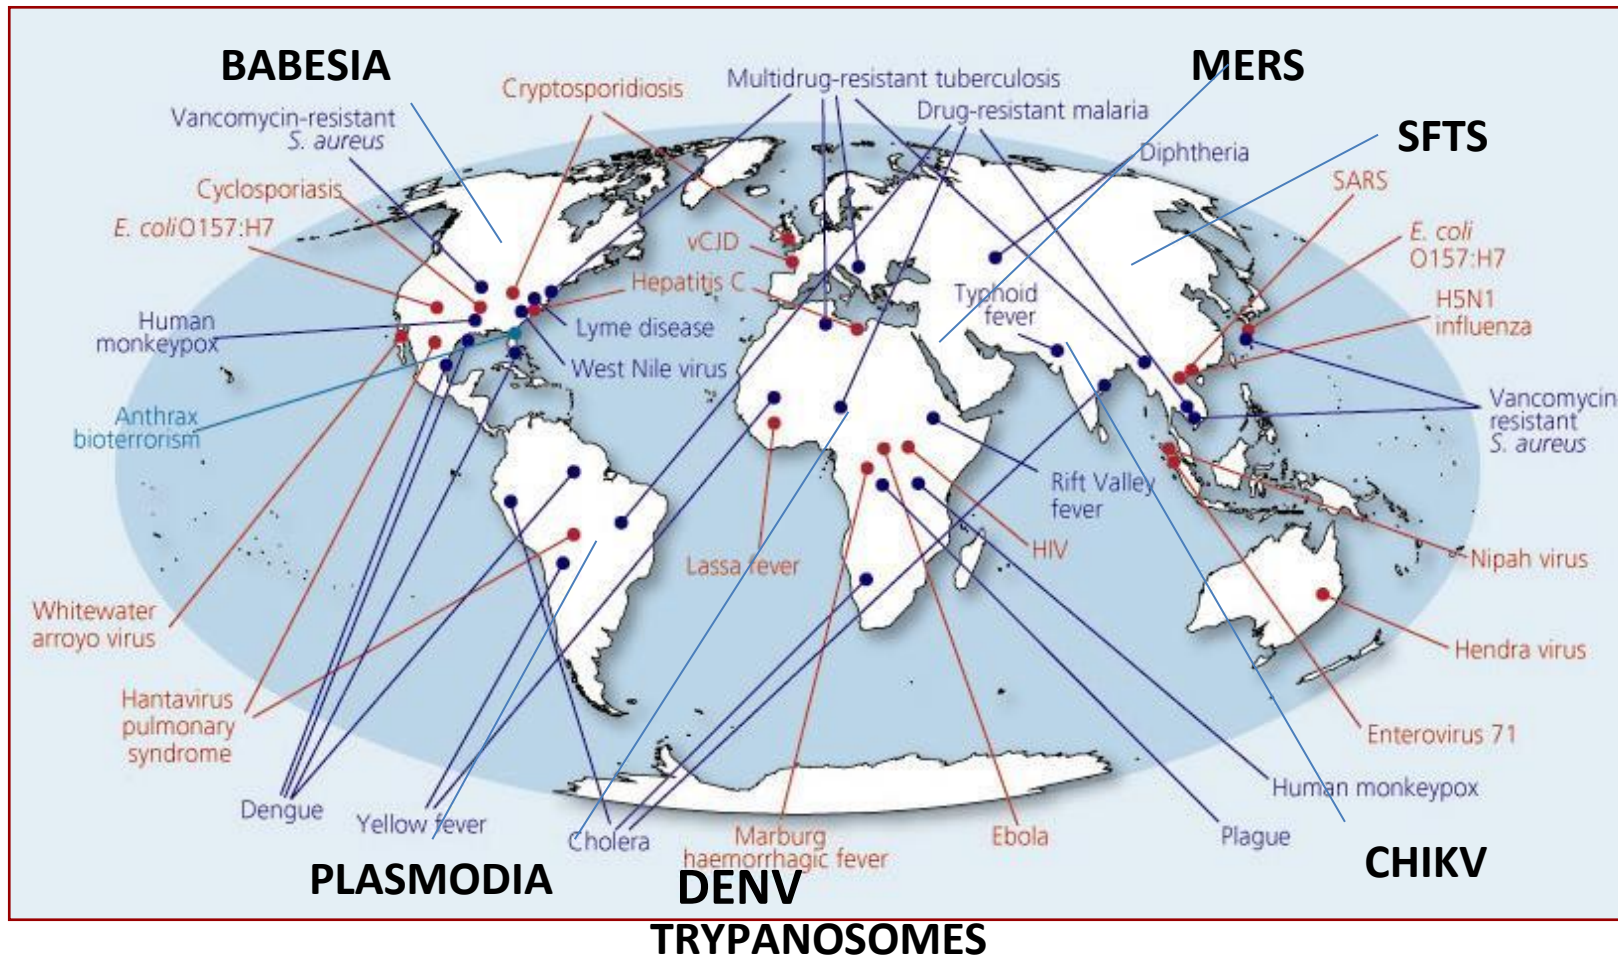 BABESIA
MERS
Cryptosporidiosis
Multidrug-resistant tuberculosis
Vancomycin-resistant
S. aureus
Drug-resistant malaria
SFTS
Diphtheria
Cyclosporiasis
SARS
E. coliO157:H7
vCJD
E. coli
O157:H7
Hepatitis C
Typhoid
fever
H5N1
influenza
Human
monkeypox
Lyme disease
West Nile virus
Anthrax
bioterrorism
Vancomycin-
resistant
S. aureus
Rift Valley
fever
HIV
Lassa fever
Nipah virus
Whitewater
arroyo virus
Hendra virus
Hantavirus
pulmonary
syndrome
Enterovirus 71
Human monkeypox
Dengue
Yellow fever
Cholera
Marburg
haemorrhagic fever
Ebola
Plague
PLASMODIA
DENV
CHIKV
TRYPANOSOMES